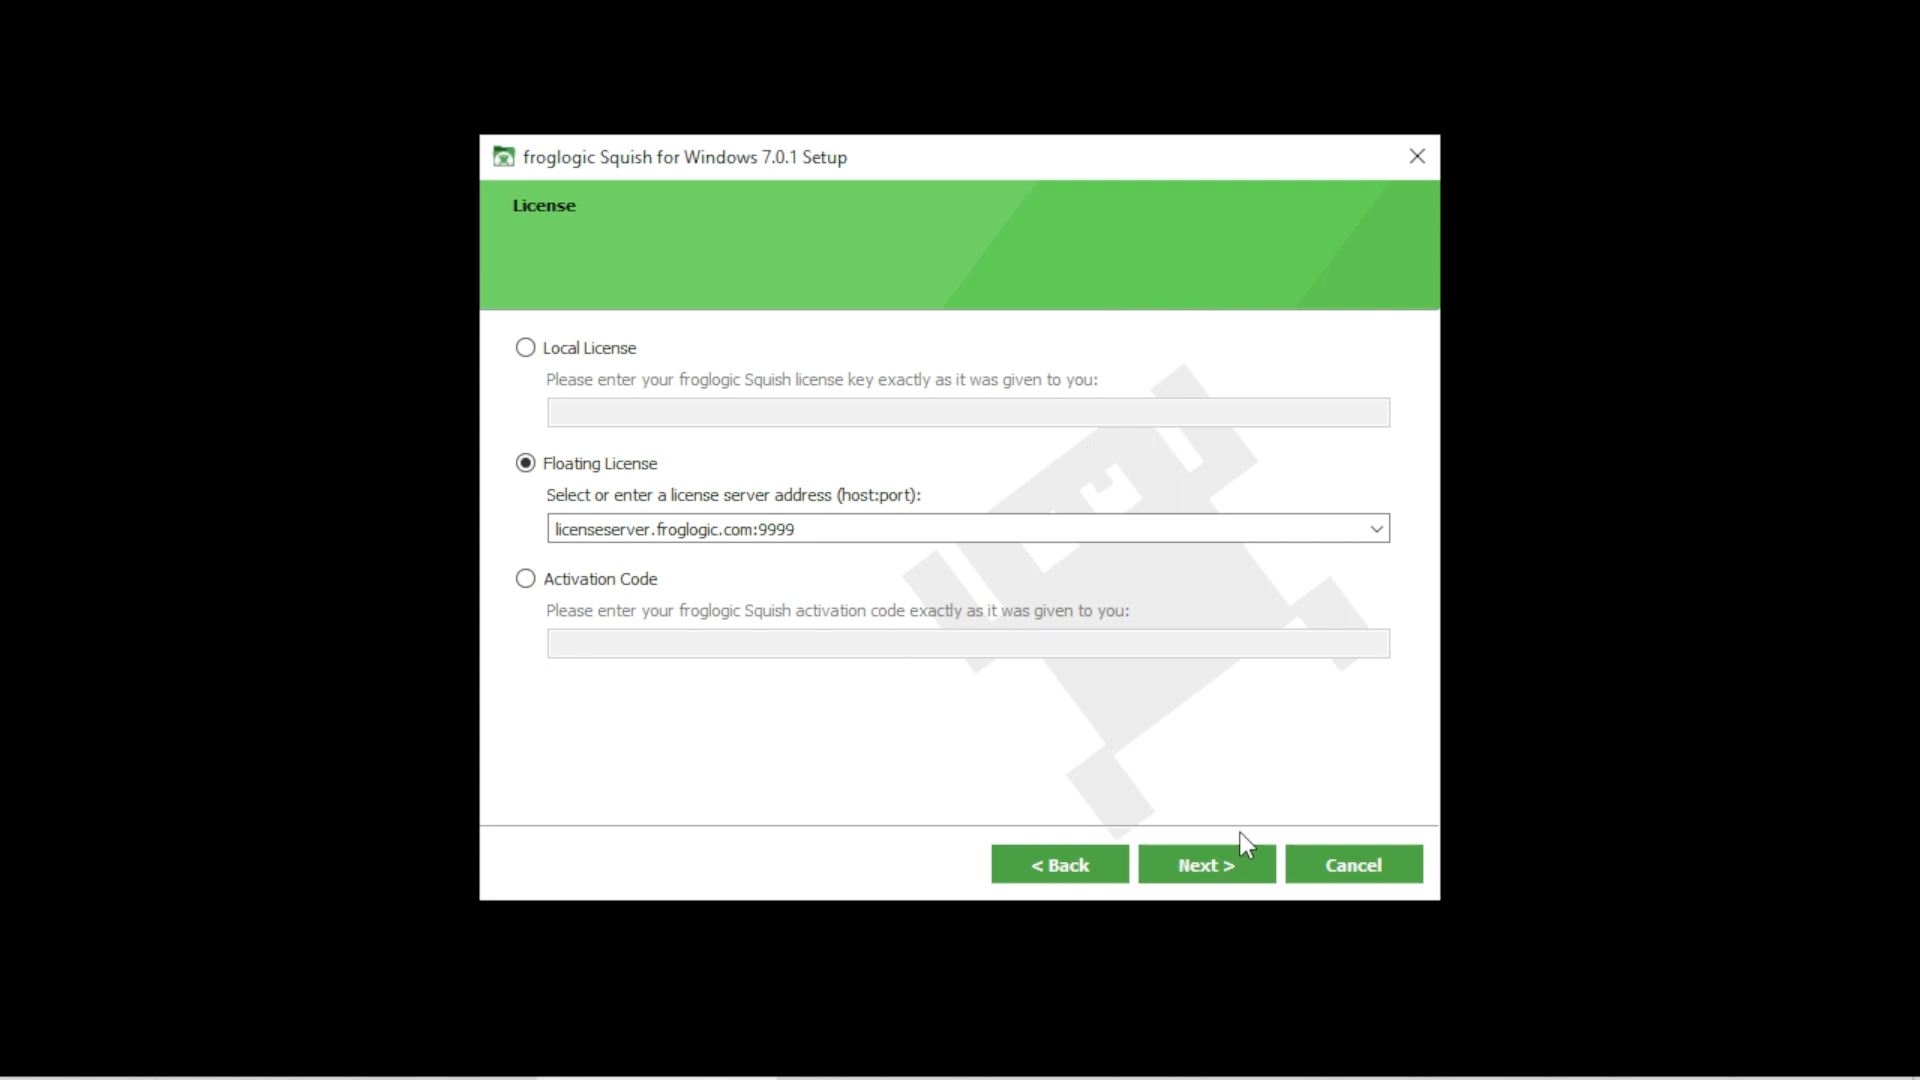 froglogic Squish for Windows 7.0.1 Setup
License
Local License
Please enter your froglogic Squish license key exactly as it was given to you:
Floating License
Select or enter a license server address (host:port):
licenseserver.froglogic.com:9999
Activation Code
Please enter your froglogic Squish activation code exactly as it was given to you:
< Back Next > Cancel